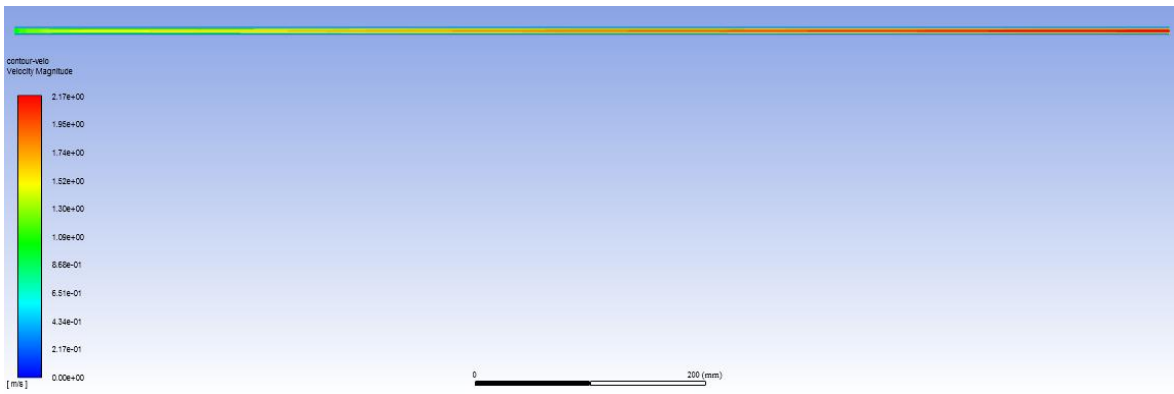 contour-velo
Velocity Magnitude
2.17e+00
1.95e+00
1.74e+00
1.52e+00
1.30e+00
1.09e+00
8.68e-01
6.51e-01
4.34e-01
2.17e-01
0.00e+00
[ m/s ]
0 200 (mm)